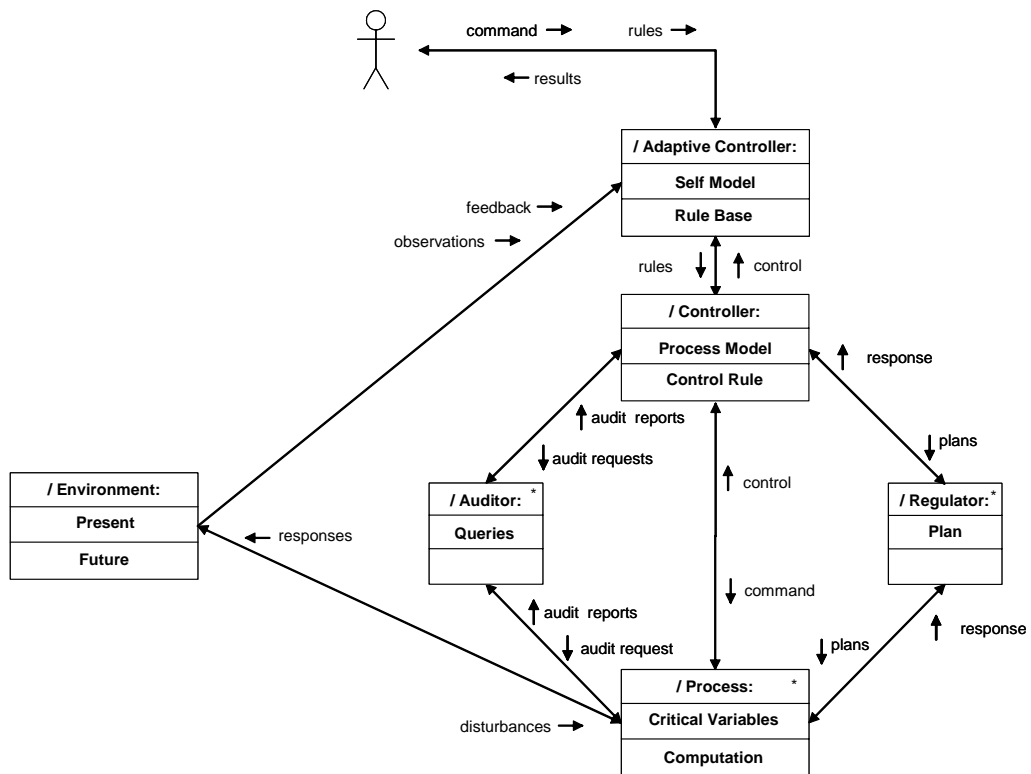 command → rules →
← results
/ Adaptive Controller:
Self Model
Rule Base
feedback →
observations →
rules ↓ ↑ control
/ Controller:
Process Model
Control Rule
↑ response
↑ audit reports
↓ plans
↓ audit requests
↑ control
/ Environment:
Present
Future
/ Auditor: *
Queries
/ Regulator: *
Plan
← responses
↓ command
↑ audit reports
↑ response
↓ audit request
↓ plans
/ Process: *
Critical Variables
Computation
disturbances →